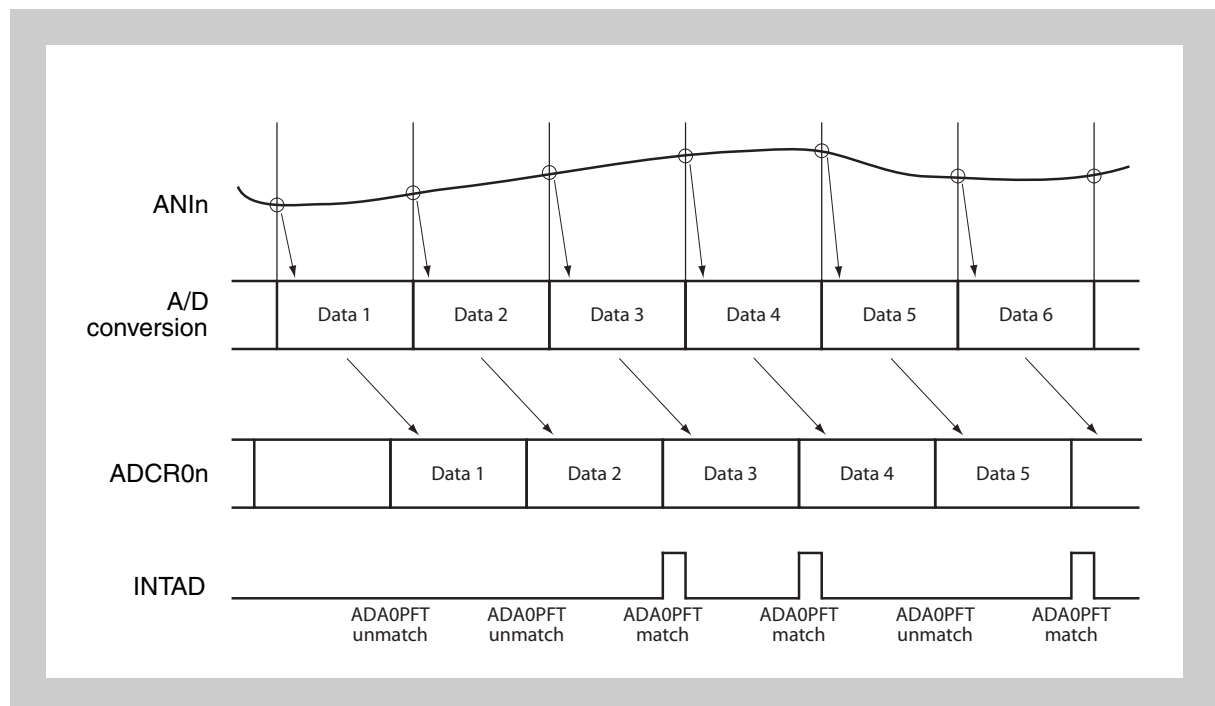 ANIn
A/D
conversion
Data 1 Data 2 Data 3 Data 4 Data 5 Data 6
ADCR0n
Data 1 Data 2 Data 3 Data 4 Data 5
INTAD
ADA0PFT ADA0PFT ADA0PFT ADA0PFT ADA0PFT ADA0PFT
unmatch unmatch match match unmatch match